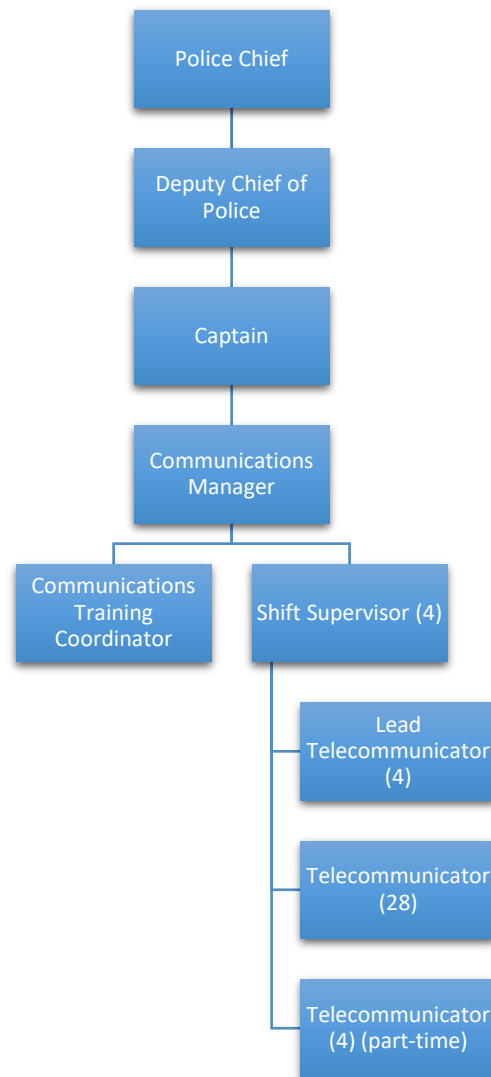 Police Chief
Deputy Chief of
Police
Captain
Communications
Manager
Communications
Training
Coordinator
Shift Supervisor (4)
Lead
Telecommunicator
(4)
Telecommunicator
(28)
Telecommunicator
(4) (part-time)